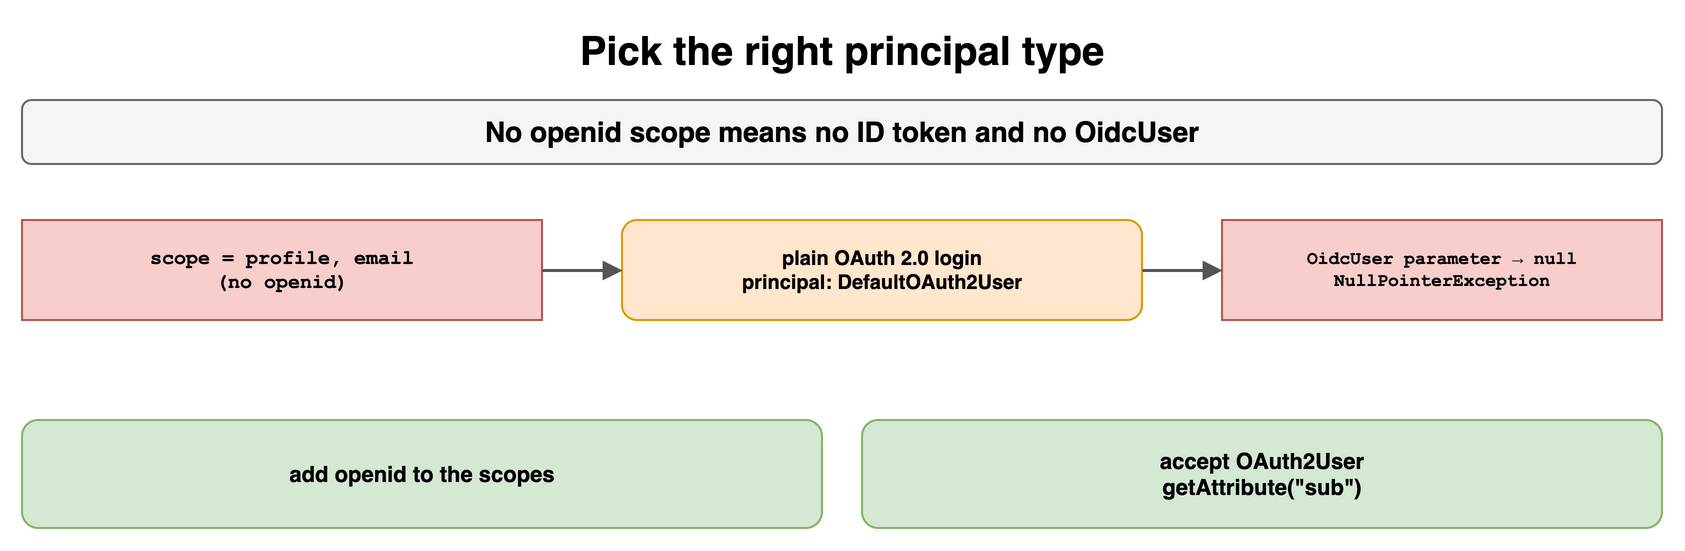 Pick the right principal type
No openid scope means no ID token and no OidcUser
scope = profile, email
(no openid)
plain OAuth 2.0 login
principal: DefaultOAuth2User
OidcUser parameter → null
NullPointerException
add openid to the scopes
accept OAuth2User
getAttribute("sub")